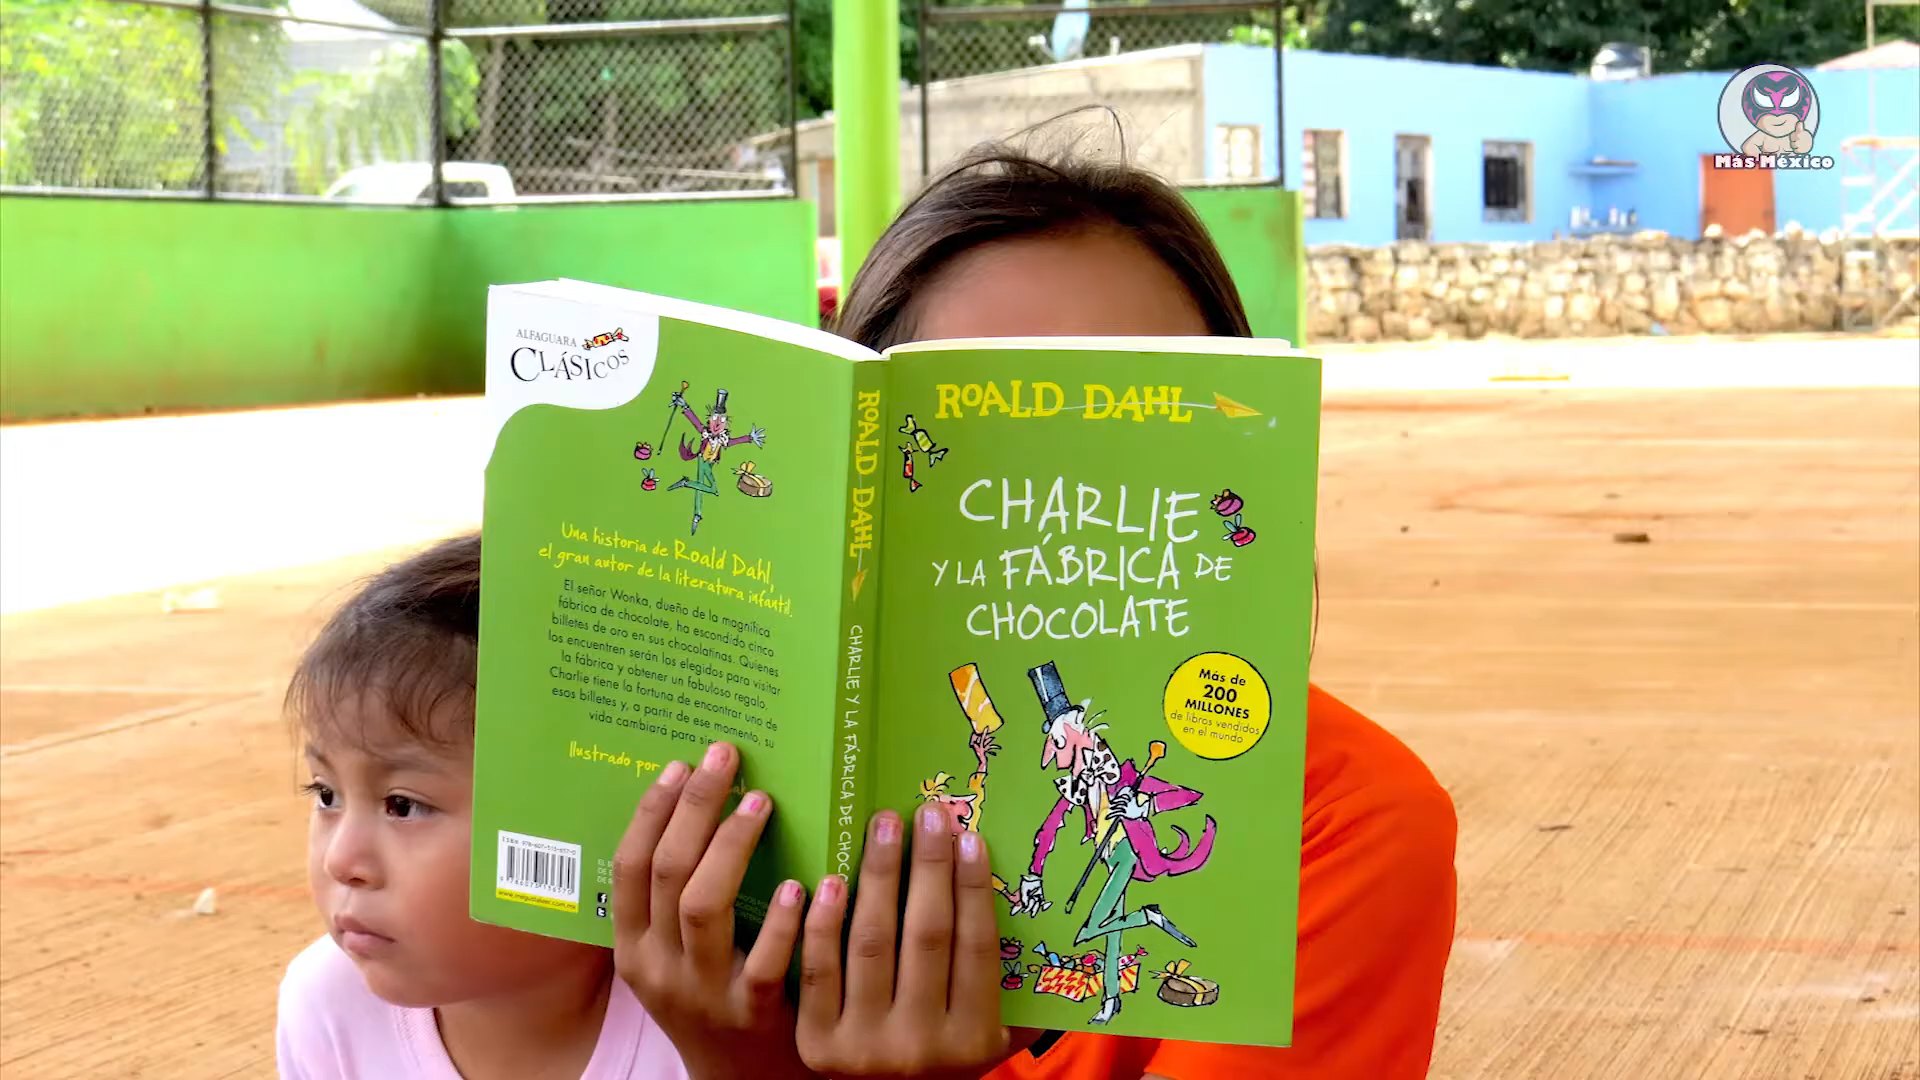 Más México
ALFAGUARA
CLÁSICOS
Una historia de Roald Dahl,
el gran autor de la literatura infantil.
El señor Wonka, dueño de la magnífica
fábrica de chocolate, ha escondido cinco
billetes de oro en sus chocolatinas. Quienes
los encuentren serán los elegidos para visitar
la fábrica y obtener un fabuloso regalo.
Charlie tiene la fortuna de encontrar uno de
esos billetes y, a partir de ese momento, su
vida cambiará para
Ilustrado por
ROALD DAHL
CHARLIE Y LA FÁBRICA DE
ROALD DAHL
CHARLIE
Y LA FÁBRICA DE
CHOCOLATE
Más de
200
MILLONES
de libros vendidos
en el mundo